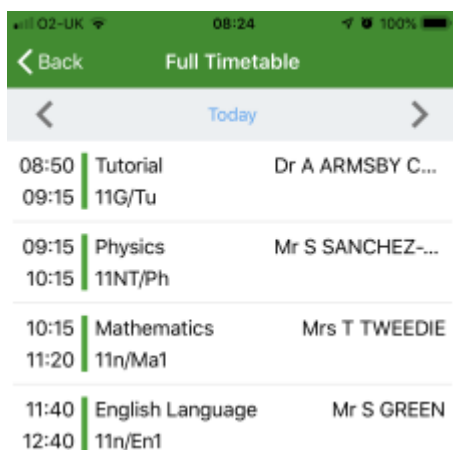 O2-UK 08:24 100%
Back Full Timetable
Today
08:50 Tutorial Dr A ARMSBY C...
09:15 11G/Tu
09:15 Physics Mr S SANCHEZ-...
10:15 11NT/Ph
10:15 Mathematics Mrs T TWEEDIE
11:20 11n/Ma1
11:40 English Language Mr S GREEN
12:40 11n/En1